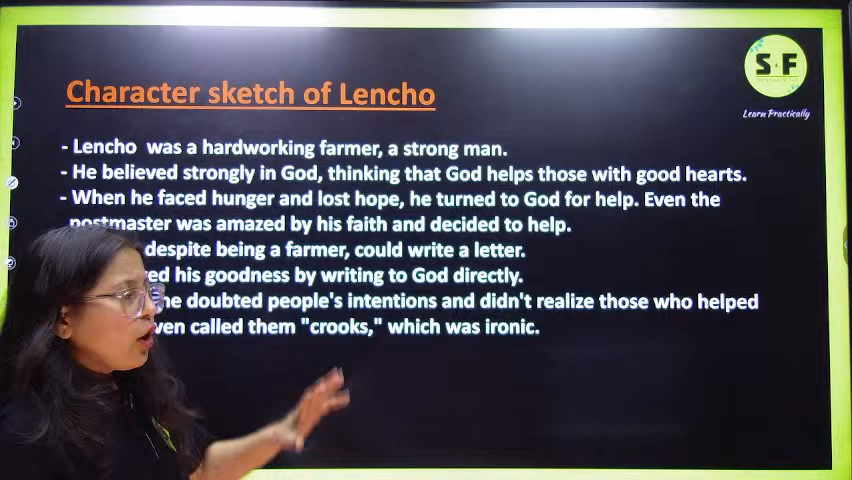 S F
Learn Practically
Character sketch of Lencho
- Lencho was a hardworking farmer, a strong man.
- He believed strongly in God, thinking that God helps those with good hearts.
- When he faced hunger and lost hope, he turned to God for help. Even the
postmaster was amazed by his faith and decided to help.
despite being a farmer, could write a letter.
his goodness by writing to God directly.
he doubted people's intentions and didn't realize those who helped
called them "crooks," which was ironic.